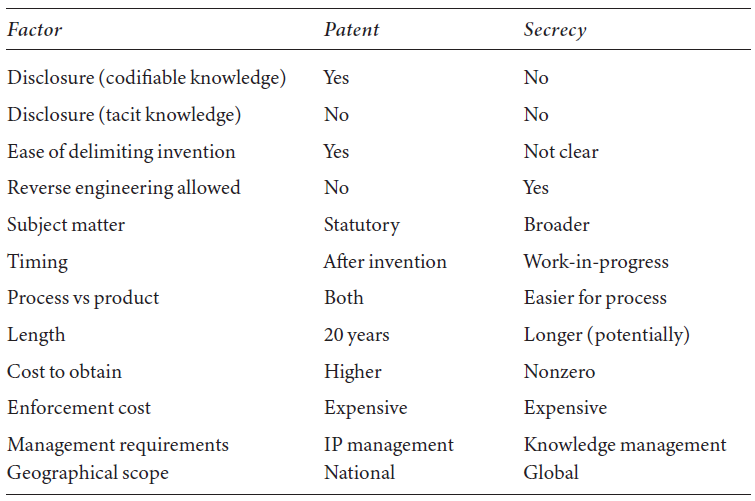 Factor Patent Secrecy
Disclosure (codifiable knowledge) Yes No
Disclosure (tacit knowledge) No No
Ease of delimiting invention Yes Not clear
Reverse engineering allowed No Yes
Subject matter Statutory Broader
Timing After invention Work-in-progress
Process vs product Both Easier for process
Length 20 years Longer (potentially)
Cost to obtain Higher Nonzero
Enforcement cost Expensive Expensive
Management requirements IP management Knowledge management
Geographical scope National Global